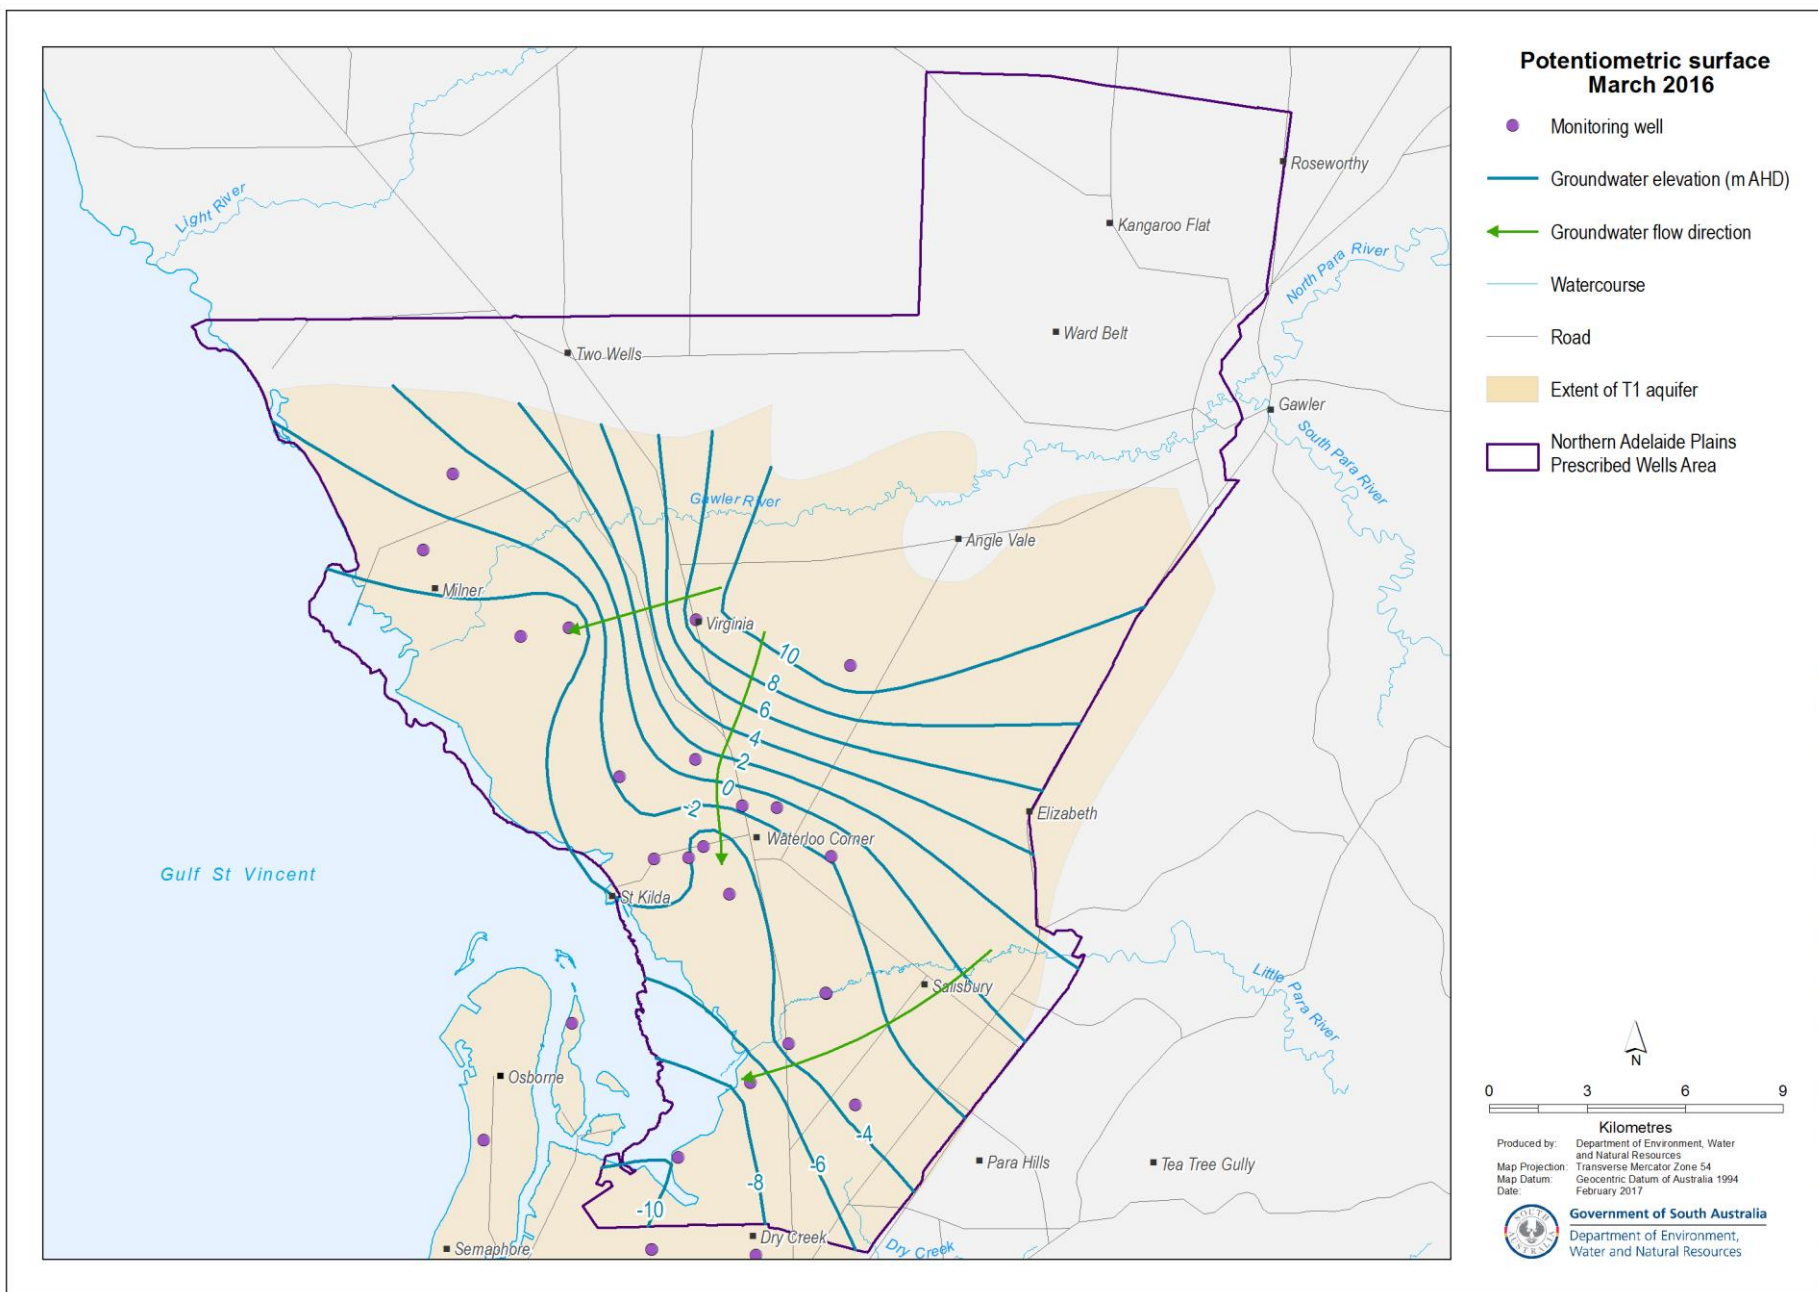 Potentiometric surface
March 2016
Monitoring well
Groundwater elevation (m AHD)
Groundwater flow direction
Watercourse
Road
Extent of T1 aquifer
Northern Adelaide Plains
Prescribed Wells Area
Roseworthy
Light River
Kangaroo Flat
North Para River
Ward Belt
Two Wells
Gawler
South Para River
Gawler River
Angle Vale
Milner
Virginia
10
8
6
4
2
0
-2
Elizabeth
Waterloo Corner
Gulf St Vincent
St Kilda
Salisbury
Little Para River
Osborne
-4
Para Hills
Tea Tree Gully
-6
-8
-10
Dry Creek
Semaphore
Dry Creek
N
0 3 6 9
Kilometres
Produced by: Department of Environment, Water
and Natural Resources
Map Projection: Transverse Mercator Zone 54
Map Datum: Geocentric Datum of Australia 1994
Date: February 2017
SOUTH AUSTRALIA
Government of South Australia
Department of Environment,
Water and Natural Resources